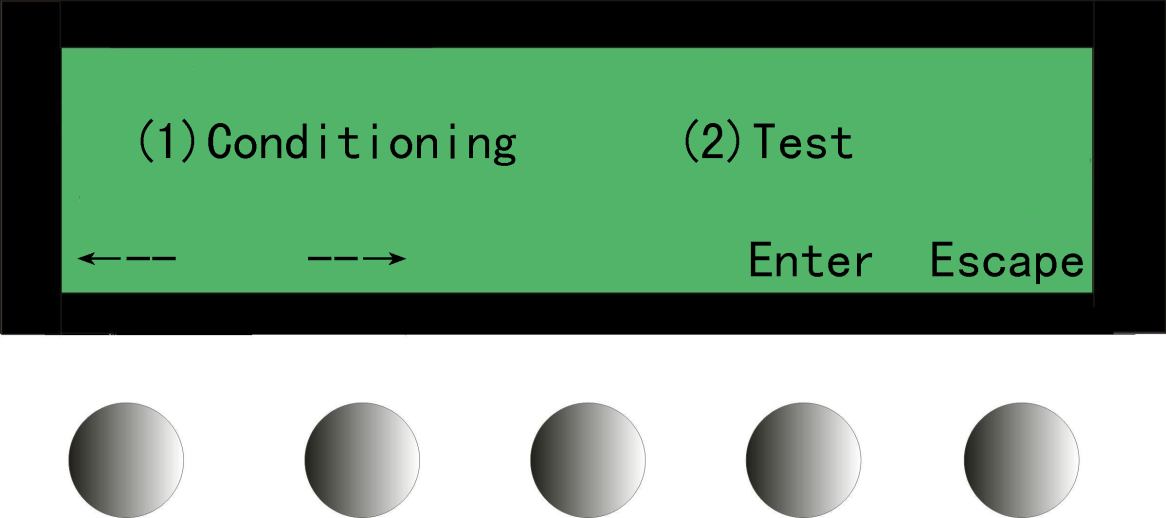 (1)Conditioning (2)Test
←-- --→ Enter Escape